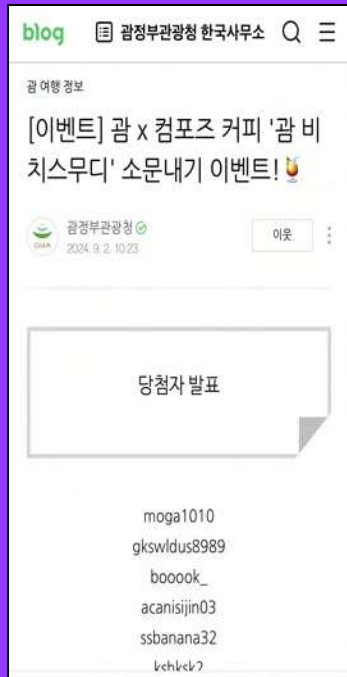 blog 괌정부관광청 한국사무소
괌 여행 정보
[이벤트] 괌 x 컴포즈 커피 '괌 비
치스무디' 소문내기 이벤트!🍹
괌정부관광청
2024. 9. 2. 10:23
이웃
GUAM
당첨자 발표
moga1010
gkswldus8989
booook_
acanisijin03
ssbanana32
kshksk2